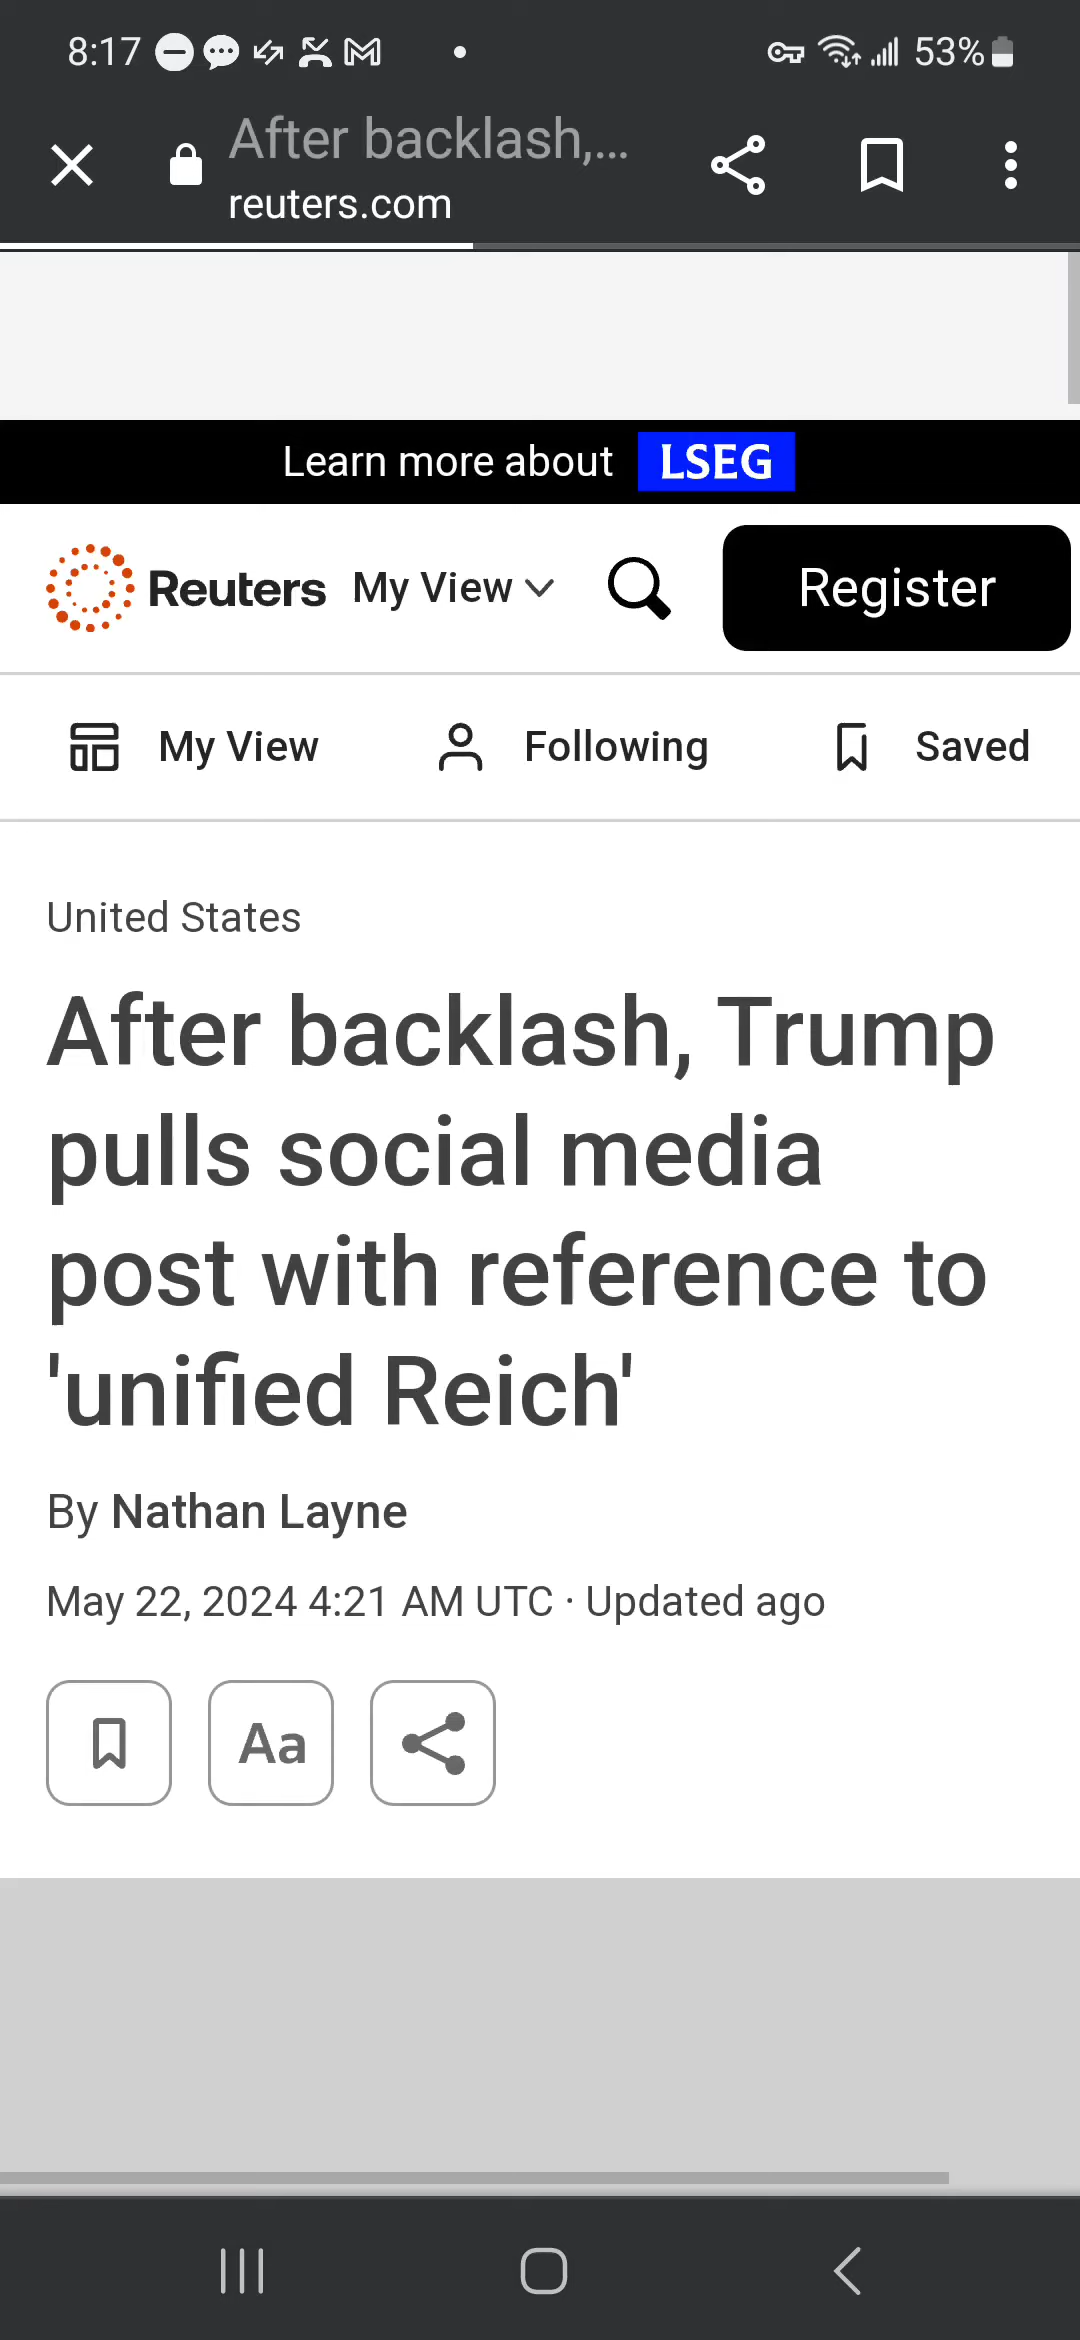 8:17 53%
After backlash,...
reuters.com
Learn more about LSEG
Reuters My View Register
My View Following Saved
United States
After backlash, Trump
pulls social media
post with reference to
'unified Reich'
By Nathan Layne
May 22, 2024 4:21 AM UTC · Updated ago
Aa